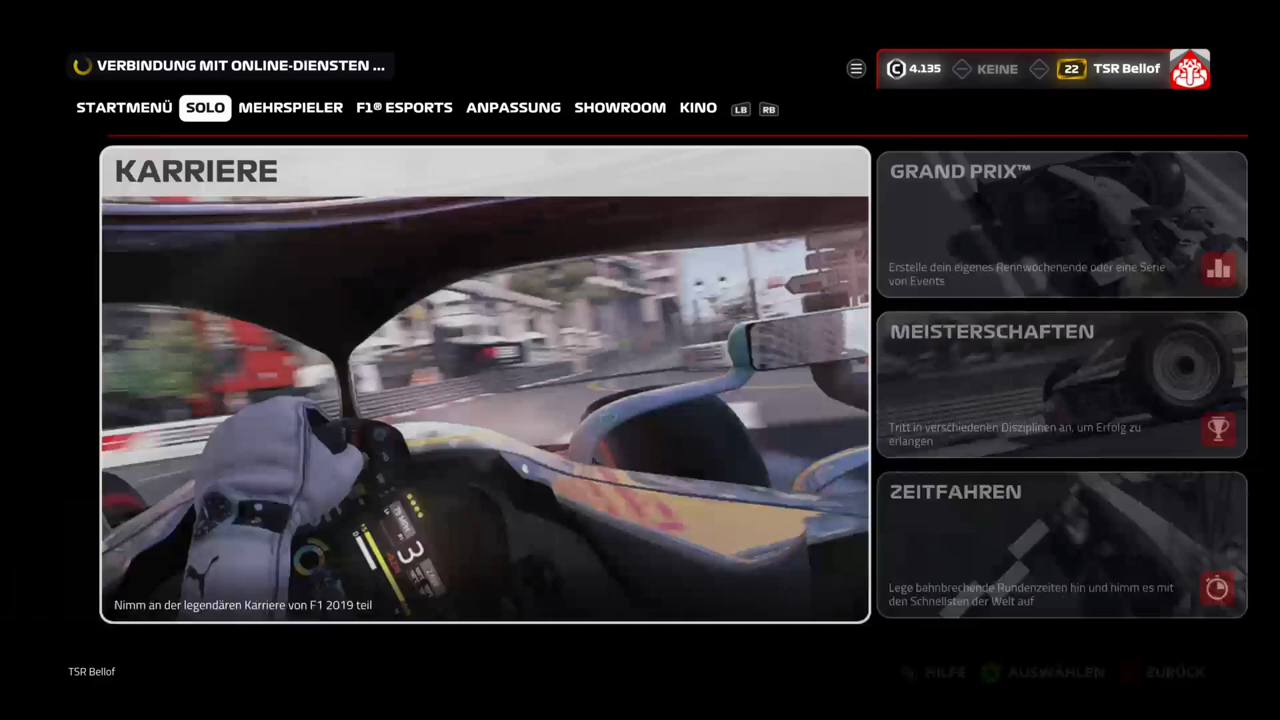 VERBINDUNG MIT ONLINE-DIENSTEN ...
C 4.135 KEINE 22 TSR Bellof
STARTMENÜ SOLO MEHRSPIELER F1® ESPORTS ANPASSUNG SHOWROOM KINO LB RB
KARRIERE
3
Nimm an der legendären Karriere von F1 2019 teil
GRAND PRIX™
Erstelle dein eigenes Rennwochenende oder eine Serie
von Events
MEISTERSCHAFTEN
Tritt in verschiedenen Disziplinen an, um Erfolg zu
erlangen
ZEITFAHREN
Lege bahnbrechende Rundenzeiten hin und nimm es mit
den Schnellsten der Welt auf
TSR Bellof
HILFE AUSWÄHLEN ZURÜCK